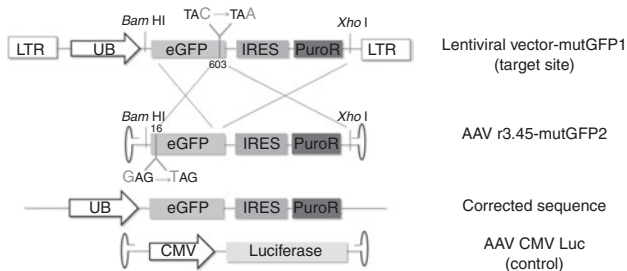 Bam HI
TAC→TAA
Xho I
LTR
UB
eGFP
IRES
PuroR
LTR
603
Lentiviral vector-mutGFP1
(target site)
Bam HI
Xho I
16
eGFP
IRES
PuroR
AAV r3.45-mutGFP2
GAG→TAG
UB
eGFP
IRES
PuroR
Corrected sequence
CMV
Luciferase
AAV CMV Luc
(control)